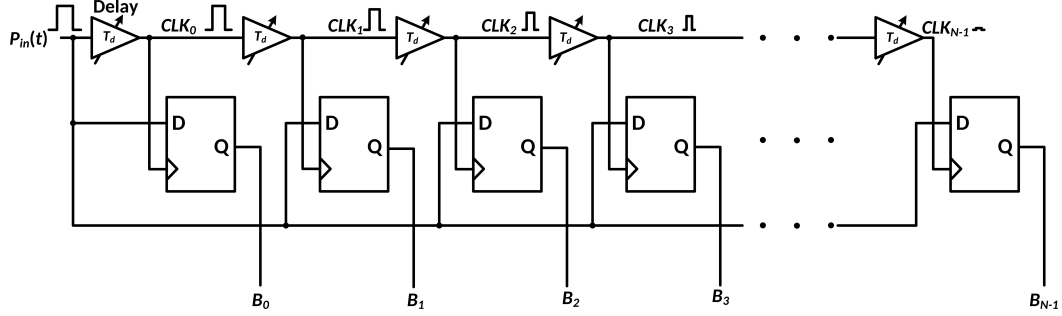 Delay
P_in(t) T_d CLK_0 T_d CLK_1 T_d CLK_2 T_d CLK_3 T_d CLK_N-1
D D D D D
Q Q Q Q Q
B_0 B_1 B_2 B_3 B_N-1